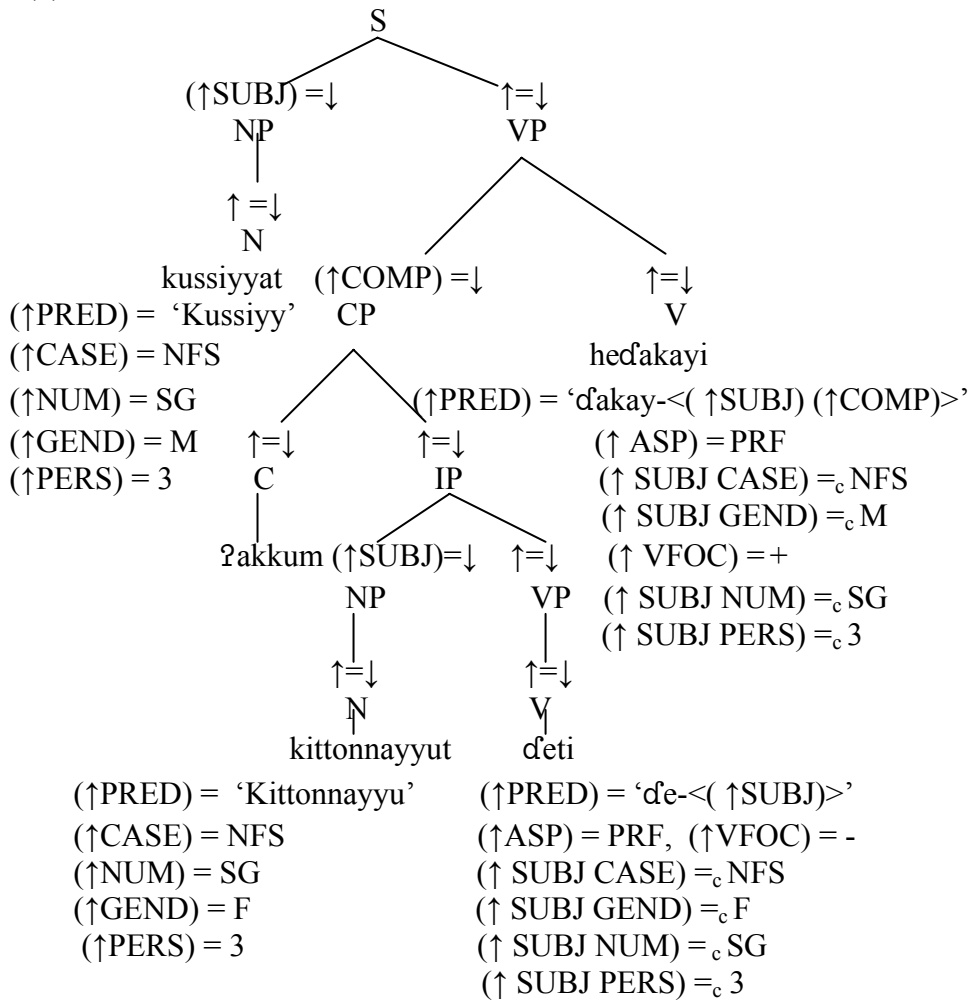 S
(↑SUBJ) =↓ ↑=↓
NP VP
↑ =↓
N
kussiyyat (↑COMP) =↓ ↑=↓
(↑PRED) = ‘Kussiyy’ CP V
(↑CASE) = NFS heɗakayi
(↑NUM) = SG (↑PRED) = ‘ɗakay-<( ↑SUBJ) (↑COMP)>’
(↑GEND) = M ↑=↓ ↑=↓ (↑ ASP) = PRF
(↑PERS) = 3 C IP (↑ SUBJ CASE) =c NFS
(↑ SUBJ GEND) =c M
ʔakkum (↑SUBJ)=↓ ↑=↓ (↑ VFOC) = +
NP VP (↑ SUBJ NUM) =c SG
(↑ SUBJ PERS) =c 3
↑=↓ ↑=↓
N V
kittonnayyut ɗeti
(↑PRED) = ‘Kittonnayyu’ (↑PRED) = ‘ɗe-<( ↑SUBJ)>’
(↑CASE) = NFS (↑ASP) = PRF, (↑VFOC) = -
(↑NUM) = SG (↑ SUBJ CASE) =c NFS
(↑GEND) = F (↑ SUBJ GEND) =c F
(↑PERS) = 3 (↑ SUBJ NUM) =c SG
(↑ SUBJ PERS) =c 3